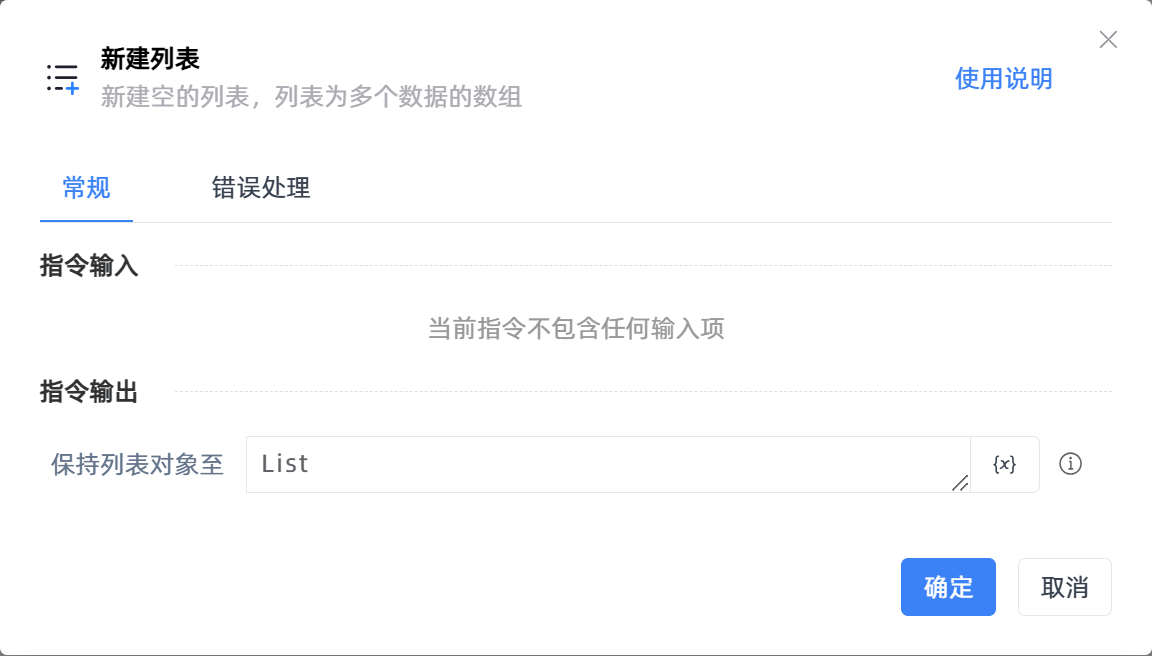 新建列表
新建空的列表，列表为多个数据的数组
使用说明
常规
错误处理
指令输入
当前指令不包含任何输入项
指令输出
保持列表对象至
List
{x}
确定
取消